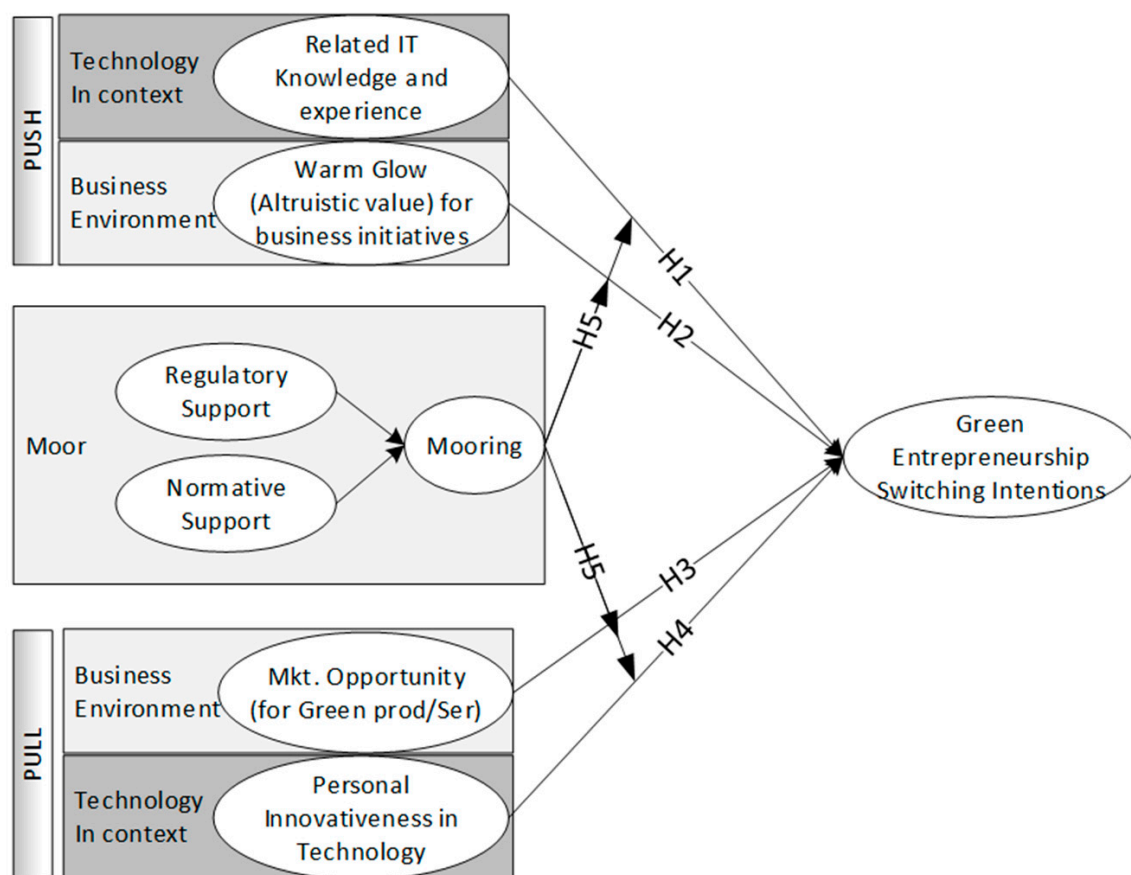 PUSH
Technology
In context
Related IT
Knowledge and
experience
Business
Environment
Warm Glow
(Altruistic value) for
business initiatives
H1
H2
H5
Moor
Regulatory
Support
Normative
Support
Mooring
Green
Entrepreneurship
Switching Intentions
H5
H3
H4
PULL
Business
Environment
Mkt. Opportunity
(for Green prod/Ser)
Technology
In context
Personal
Innovativeness in
Technology